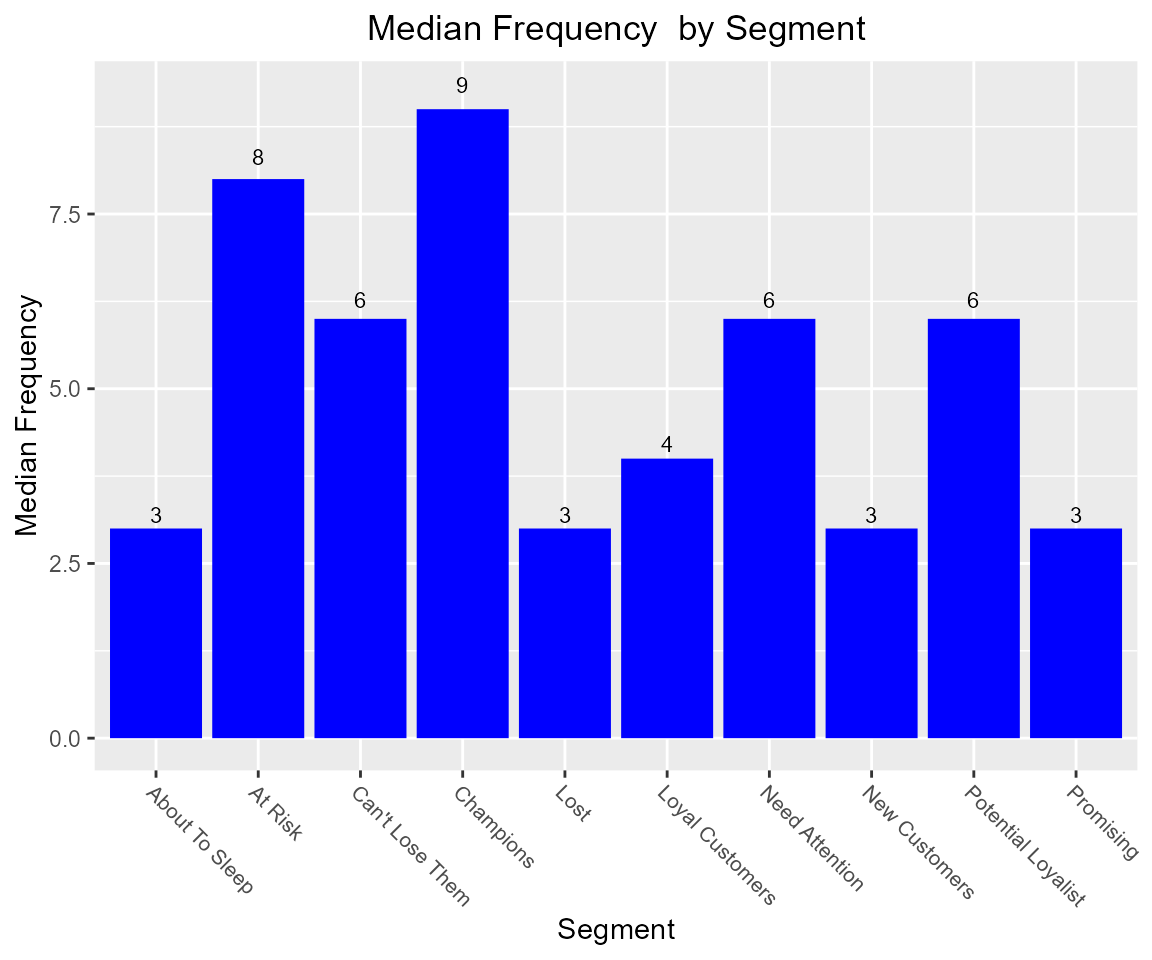 Median Frequency  by Segment
9
8
7.5
6
6
6
5.0
4
3
3
3
3
2.5
0.0
Median Frequency
About To Sleep
At Risk
Can't Lose Them
Champions
Lost
Loyal Customers
Need Attention
New Customers
Potential Loyalist
Promising
Segment